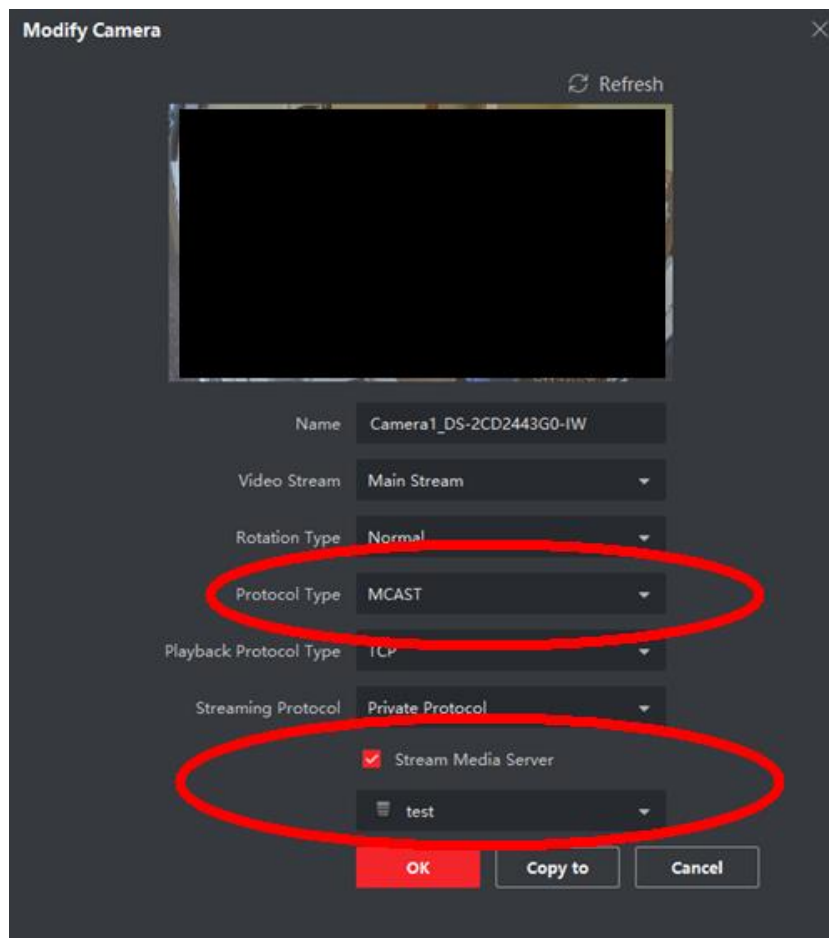 Modify Camera
Refresh
Name Camera1_DS-2CD2443G0-IW
Video Stream Main Stream
Rotation Type Normal
Protocol Type MCAST
Playback Protocol Type TCP
Streaming Protocol Private Protocol
Stream Media Server
test
OK Copy to Cancel